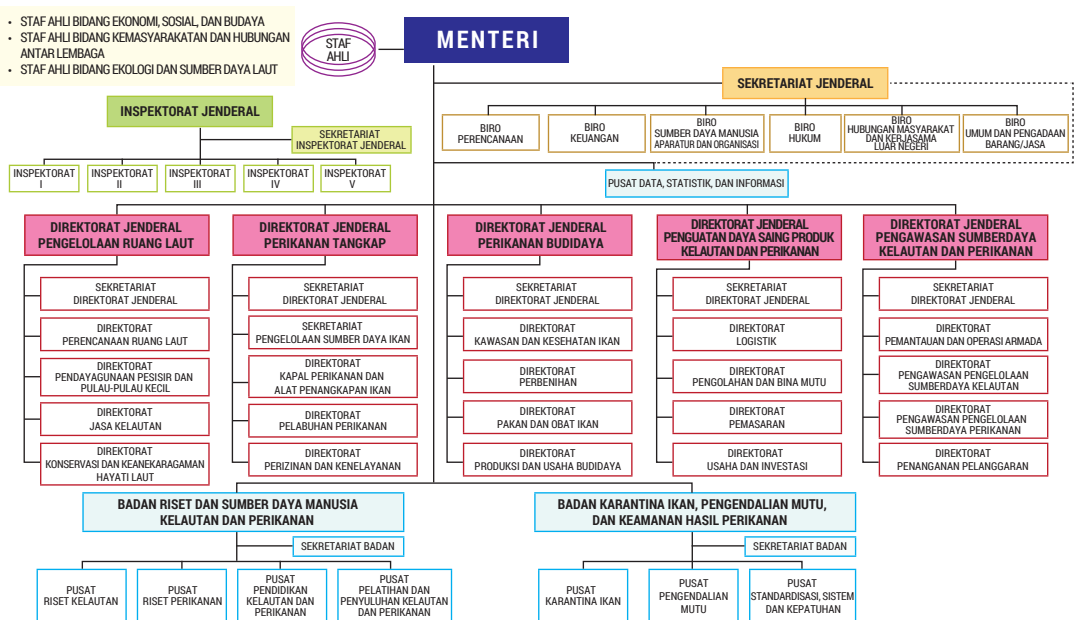 • STAF AHLI BIDANG EKONOMI, SOSIAL, DAN BUDAYA
• STAF AHLI BIDANG KEMASYARAKATAN DAN HUBUNGAN
ANTAR LEMBAGA
• STAF AHLI BIDANG EKOLOGI DAN SUMBER DAYA LAUT
STAF
AHLI
MENTERI
SEKRETARIAT JENDERAL
BIRO
PERENCANAAN
BIRO
KEUANGAN
BIRO
SUMBER DAYA MANUSIA
APARATUR DAN ORGANISASI
BIRO
HUKUM
BIRO
HUBUNGAN MASYARAKAT
DAN KERJASAMA
LUAR NEGERI
BIRO
UMUM DAN PENGADAAN
BARANG/JASA
INSPEKTORAT JENDERAL
SEKRETARIAT
INSPEKTORAT JENDERAL
INSPEKTORAT
I
INSPEKTORAT
II
INSPEKTORAT
III
INSPEKTORAT
IV
INSPEKTORAT
V
PUSAT DATA, STATISTIK, DAN INFORMASI
DIREKTORAT JENDERAL
PENGELOLAAN RUANG LAUT
SEKRETARIAT
DIREKTORAT JENDERAL
DIREKTORAT
PERENCANAAN RUANG LAUT
DIREKTORAT
PENDAYAGUNAAN PESISIR DAN
PULAU-PULAU KECIL
DIREKTORAT
JASA KELAUTAN
DIREKTORAT
KONSERVASI DAN KEANEKARAGAMAN
HAYATI LAUT
DIREKTORAT JENDERAL
PERIKANAN TANGKAP
SEKRETARIAT
DIREKTORAT JENDERAL
SEKRETARIAT
PENGELOLAAN SUMBER DAYA IKAN
DIREKTORAT
KAPAL PERIKANAN DAN
ALAT PENANGKAPAN IKAN
DIREKTORAT
PELABUHAN PERIKANAN
DIREKTORAT
PERIZINAN DAN KENELAYANAN
DIREKTORAT JENDERAL
PERIKANAN BUDIDAYA
SEKRETARIAT
DIREKTORAT JENDERAL
DIREKTORAT
KAWASAN DAN KESEHATAN IKAN
DIREKTORAT
PERBENIHAN
DIREKTORAT
PAKAN DAN OBAT IKAN
DIREKTORAT
PRODUKSI DAN USAHA BUDIDAYA
DIREKTORAT JENDERAL
PENGUATAN DAYA SAING PRODUK
KELAUTAN DAN PERIKANAN
SEKRETARIAT
DIREKTORAT JENDERAL
DIREKTORAT
LOGISTIK
DIREKTORAT
PENGOLAHAN DAN BINA MUTU
DIREKTORAT
PEMASARAN
DIREKTORAT
USAHA DAN INVESTASI
DIREKTORAT JENDERAL
PENGAWASAN SUMBERDAYA
KELAUTAN DAN PERIKANAN
SEKRETARIAT
DIREKTORAT JENDERAL
DIREKTORAT
PEMANTAUAN DAN OPERASI ARMADA
DIREKTORAT
PENGAWASAN PENGELOLAAN
SUMBERDAYA KELAUTAN
DIREKTORAT
PENGAWASAN PENGELOLAAN
SUMBERDAYA PERIKANAN
DIREKTORAT
PENANGANAN PELANGGARAN
BADAN RISET DAN SUMBER DAYA MANUSIA
KELAUTAN DAN PERIKANAN
SEKRETARIAT BADAN
PUSAT
RISET KELAUTAN
PUSAT
RISET PERIKANAN
PUSAT
PENDIDIKAN
KELAUTAN DAN
PERIKANAN
PUSAT
PELATIHAN DAN
PENYULUHAN KELAUTAN
DAN PERIKANAN
BADAN KARANTINA IKAN, PENGENDALIAN MUTU,
DAN KEAMANAN HASIL PERIKANAN
SEKRETARIAT BADAN
PUSAT
KARANTINA IKAN
PUSAT
PENGENDALIAN
MUTU
PUSAT
STANDARDISASI, SISTEM
DAN KEPATUHAN